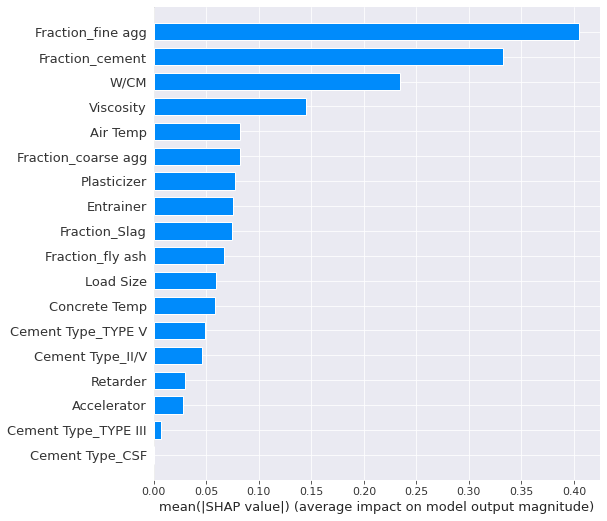 Fraction_fine agg
Fraction_cement
W/CM
Viscosity
Air Temp
Fraction_coarse agg
Plasticizer
Entrainer
Fraction_Slag
Fraction_fly ash
Load Size
Concrete Temp
Cement Type_TYPE V
Cement Type_II/V
Retarder
Accelerator
Cement Type_TYPE III
Cement Type_CSF
0.00 0.05 0.10 0.15 0.20 0.25 0.30 0.35 0.40
mean(|SHAP value|) (average impact on model output magnitude)